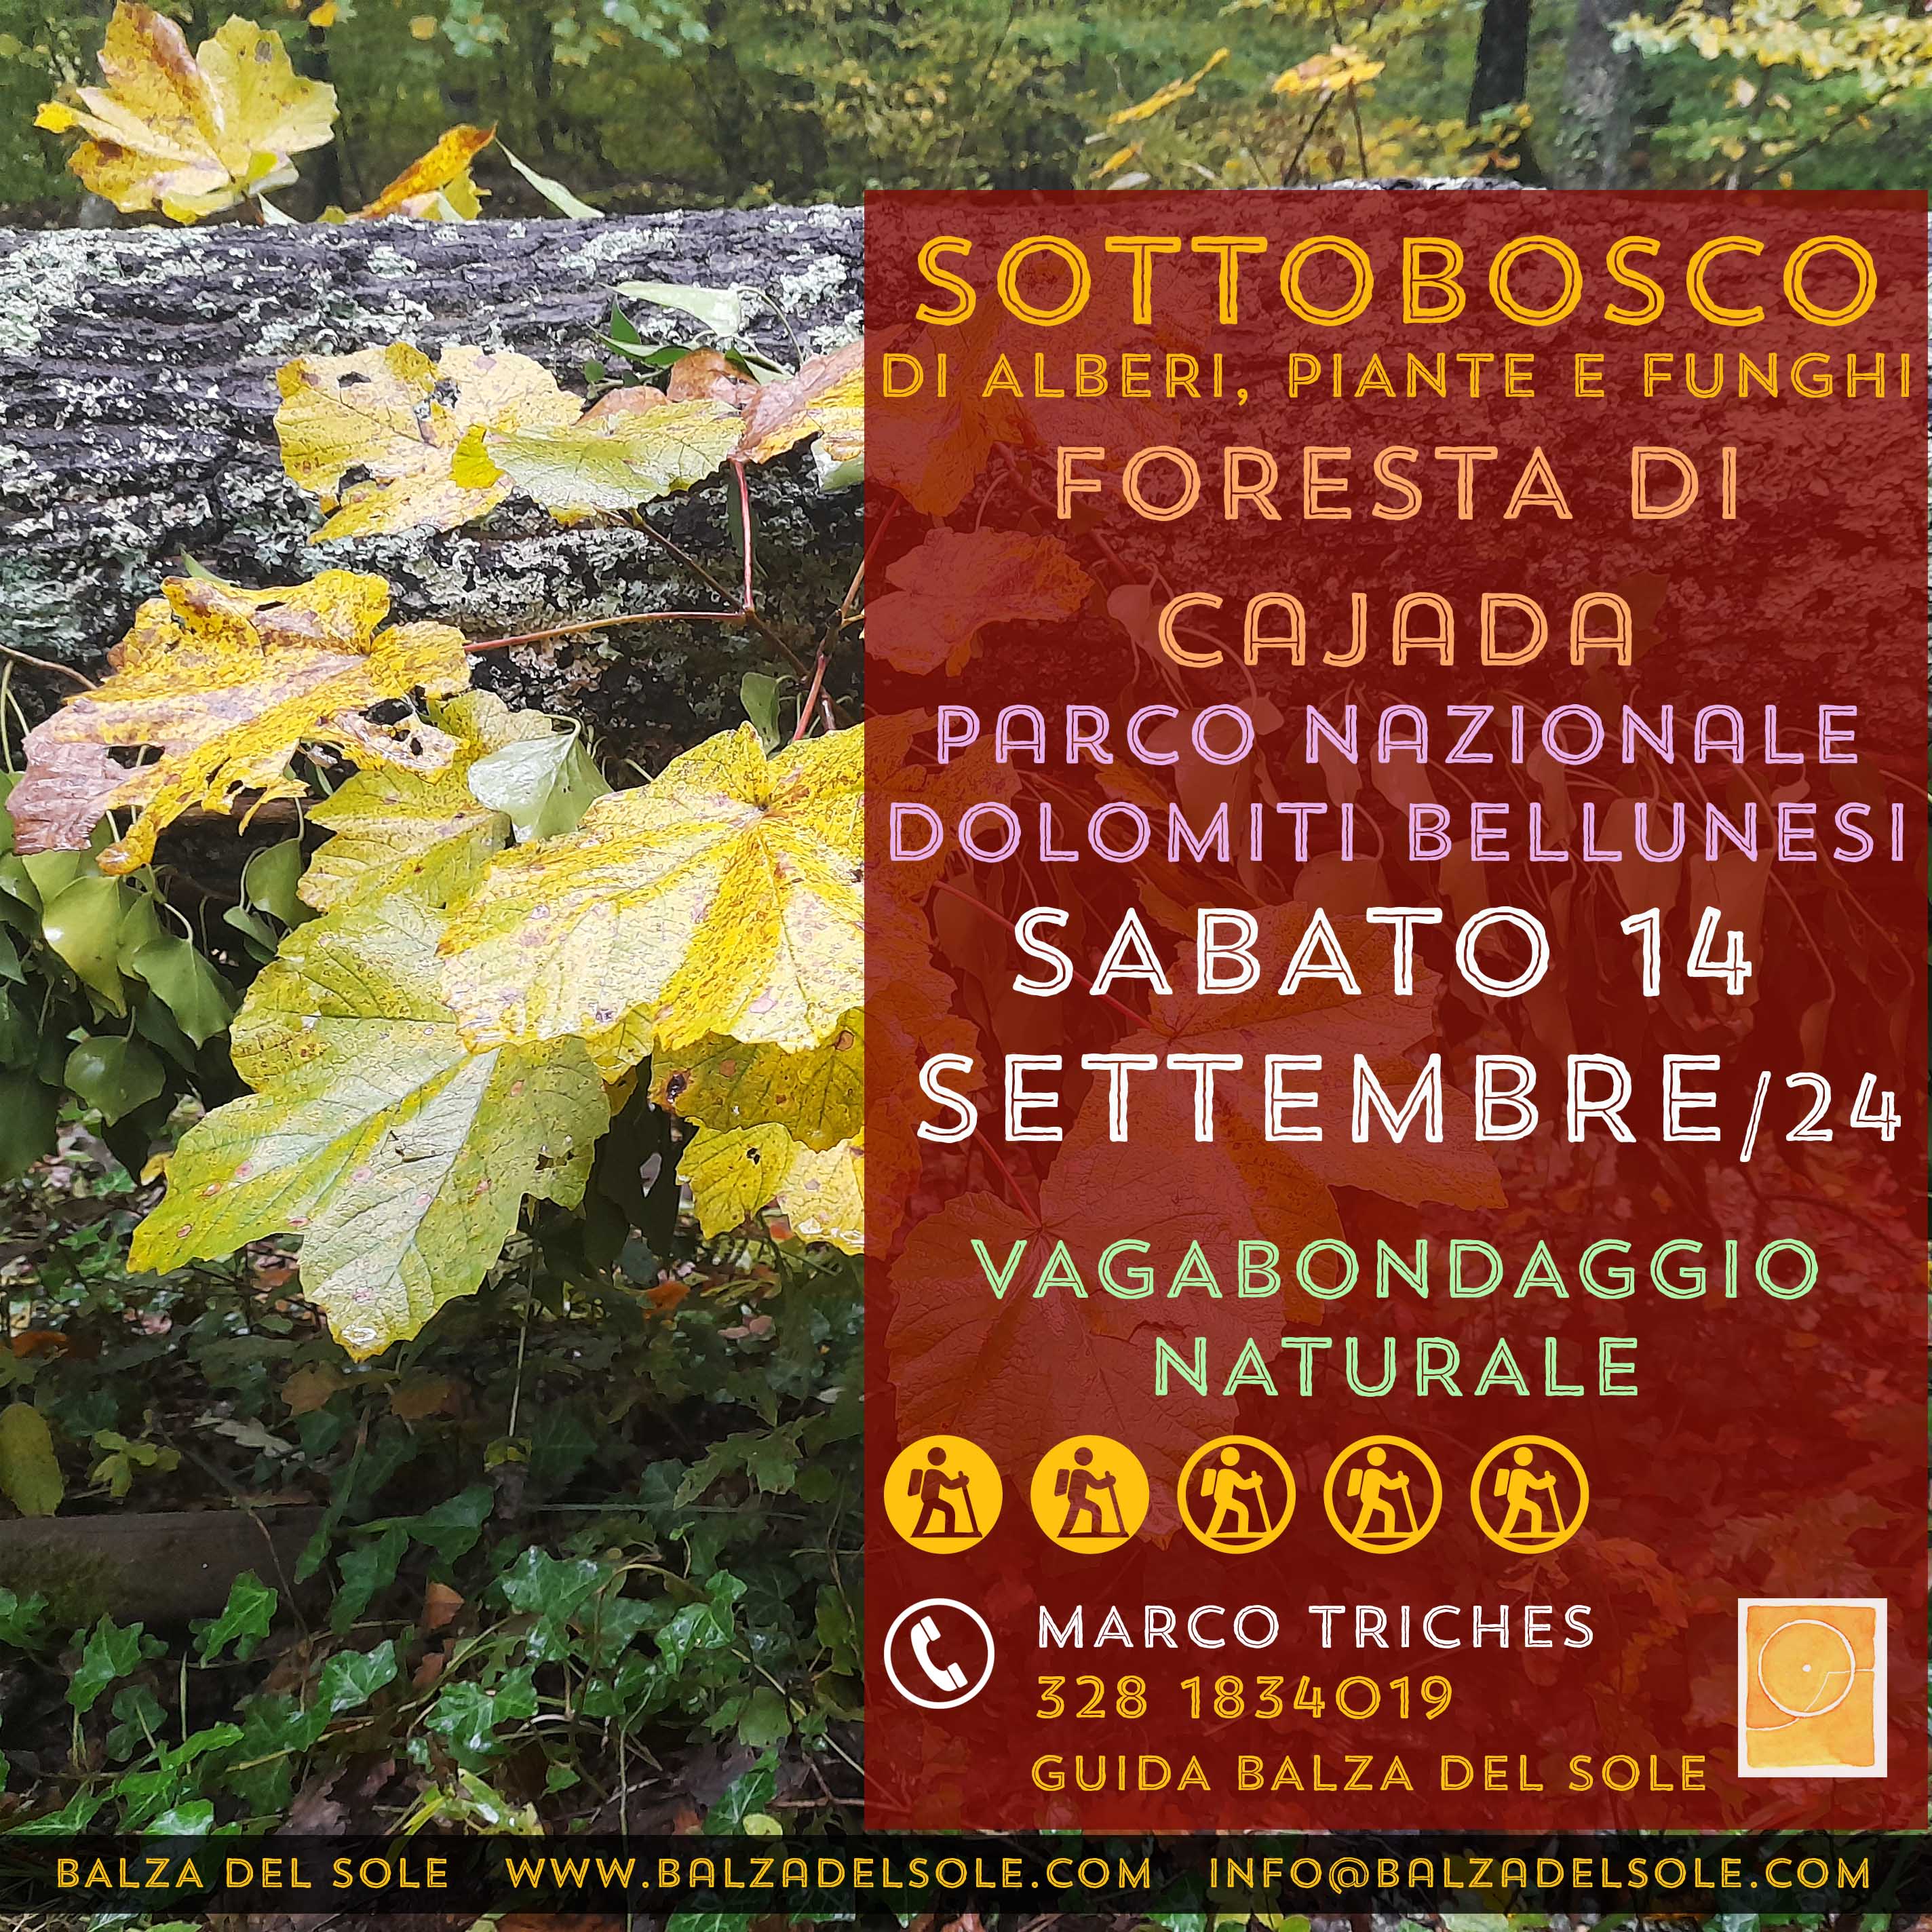 SOTTOBOSCO
DI ALBERI, PIANTE E FUNGHI
FORESTA DI
CAJADA
PARCO NAZIONALE
DOLOMITI BELLUNESI
SABATO 14
SETTEMBRE/24
VAGABONDAGGIO
NATURALE
MARCO TRICHES
328 1834019
GUIDA BALZA DEL SOLE
BALZA DEL SOLE WWW.BALZADELSOLE.COM INFO@BALZADELSOLE.COM